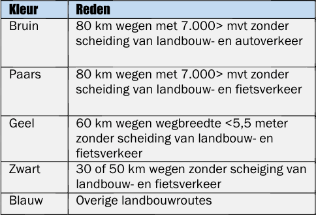 Kleur Reden
Bruin 80 km wegen met 7.000> mvt zonder
scheiding van landbouw- en autoverkeer
Paars 80 km wegen met 7.000> mvt zonder
scheiding van landbouw- en fietsverkeer
Geel 60 km wegen wegbreedte <5,5 meter
zonder scheiding van landbouw- en
fietsverkeer
Zwart 30 of 50 km wegen zonder scheiging van
landbouw- en fietsverkeer
Blauw Overige landbouwroutes